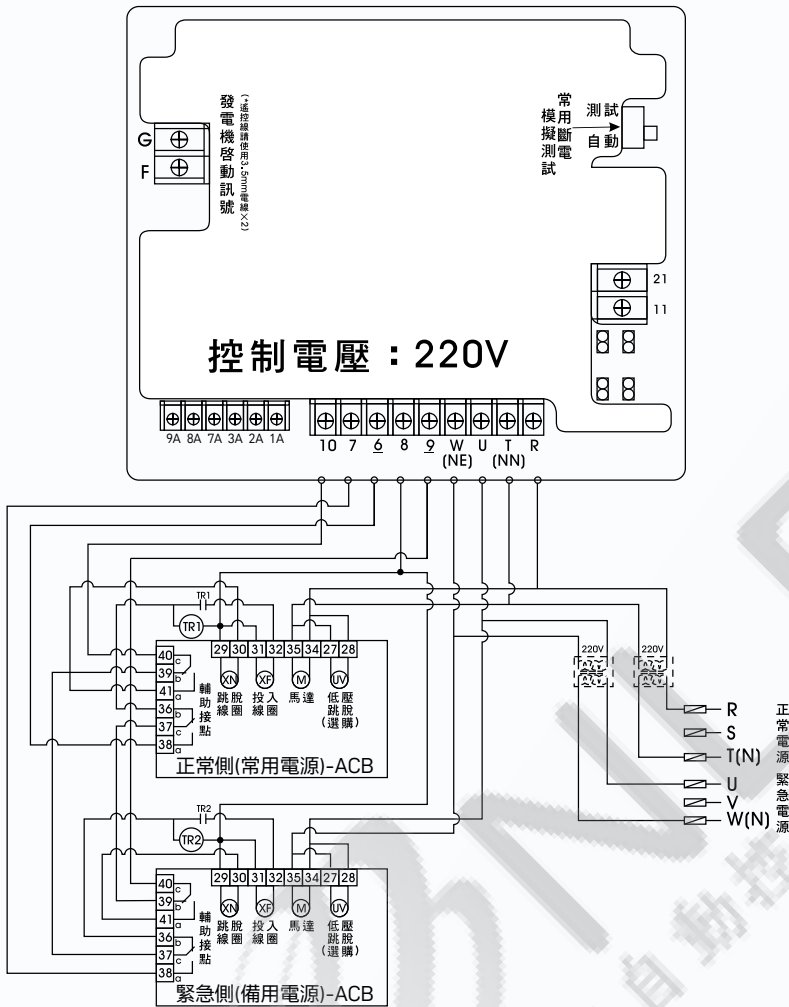 G
F
發電機啓動訊號
(*遙控線請使用3.5mm電線×2)
常用斷電
模擬測試
測試
自動
21
11
控制電壓：220V
9A 8A 7A 3A 2A 1A
10 7 6 8 9 W U T R
(NE) (NN)
TR1
TR1
29 30 31 32 35 34 27 28
40
c
39
b
41
a
36
b
37
c
38
a
輔助接點
XN
跳脫
線圈
XF
投入
線圈
M
馬達
UV
低壓
跳脫
(選購)
正常側(常用電源)-ACB
220V
220V
R
S
T(N)
正常電源
U
V
W(N)
緊急電源
TR2
TR2
29 30 31 32 35 34 27 28
40
c
39
b
41
a
36
b
37
c
38
a
輔助接點
XN
跳脫
線圈
XF
投入
線圈
M
馬達
UV
低壓
跳脫
(選購)
緊急側(備用電源)-ACB
自動控